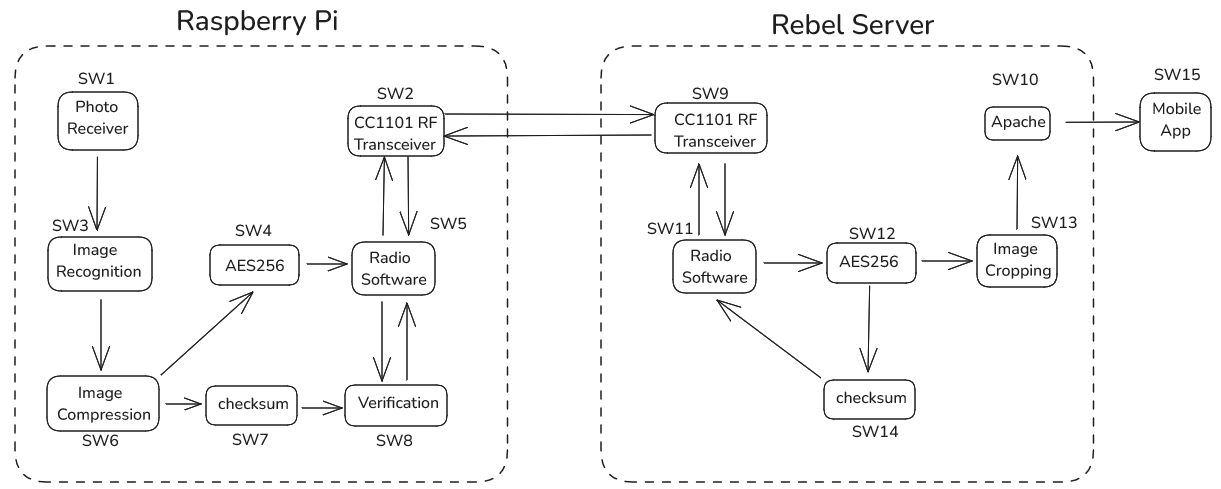 Raspberry Pi
SW1
Photo
Receiver
SW2
CC1101 RF
Transceiver
SW3
Image
Recognition
SW4
AES256
SW5
Radio
Software
Image
Compression
SW6
checksum
SW7
Verification
SW8
Rebel Server
SW9
CC1101 RF
Transceiver
SW10
Apache
SW11
Radio
Software
SW12
AES256
SW13
Image
Cropping
checksum
SW14
SW15
Mobile
App